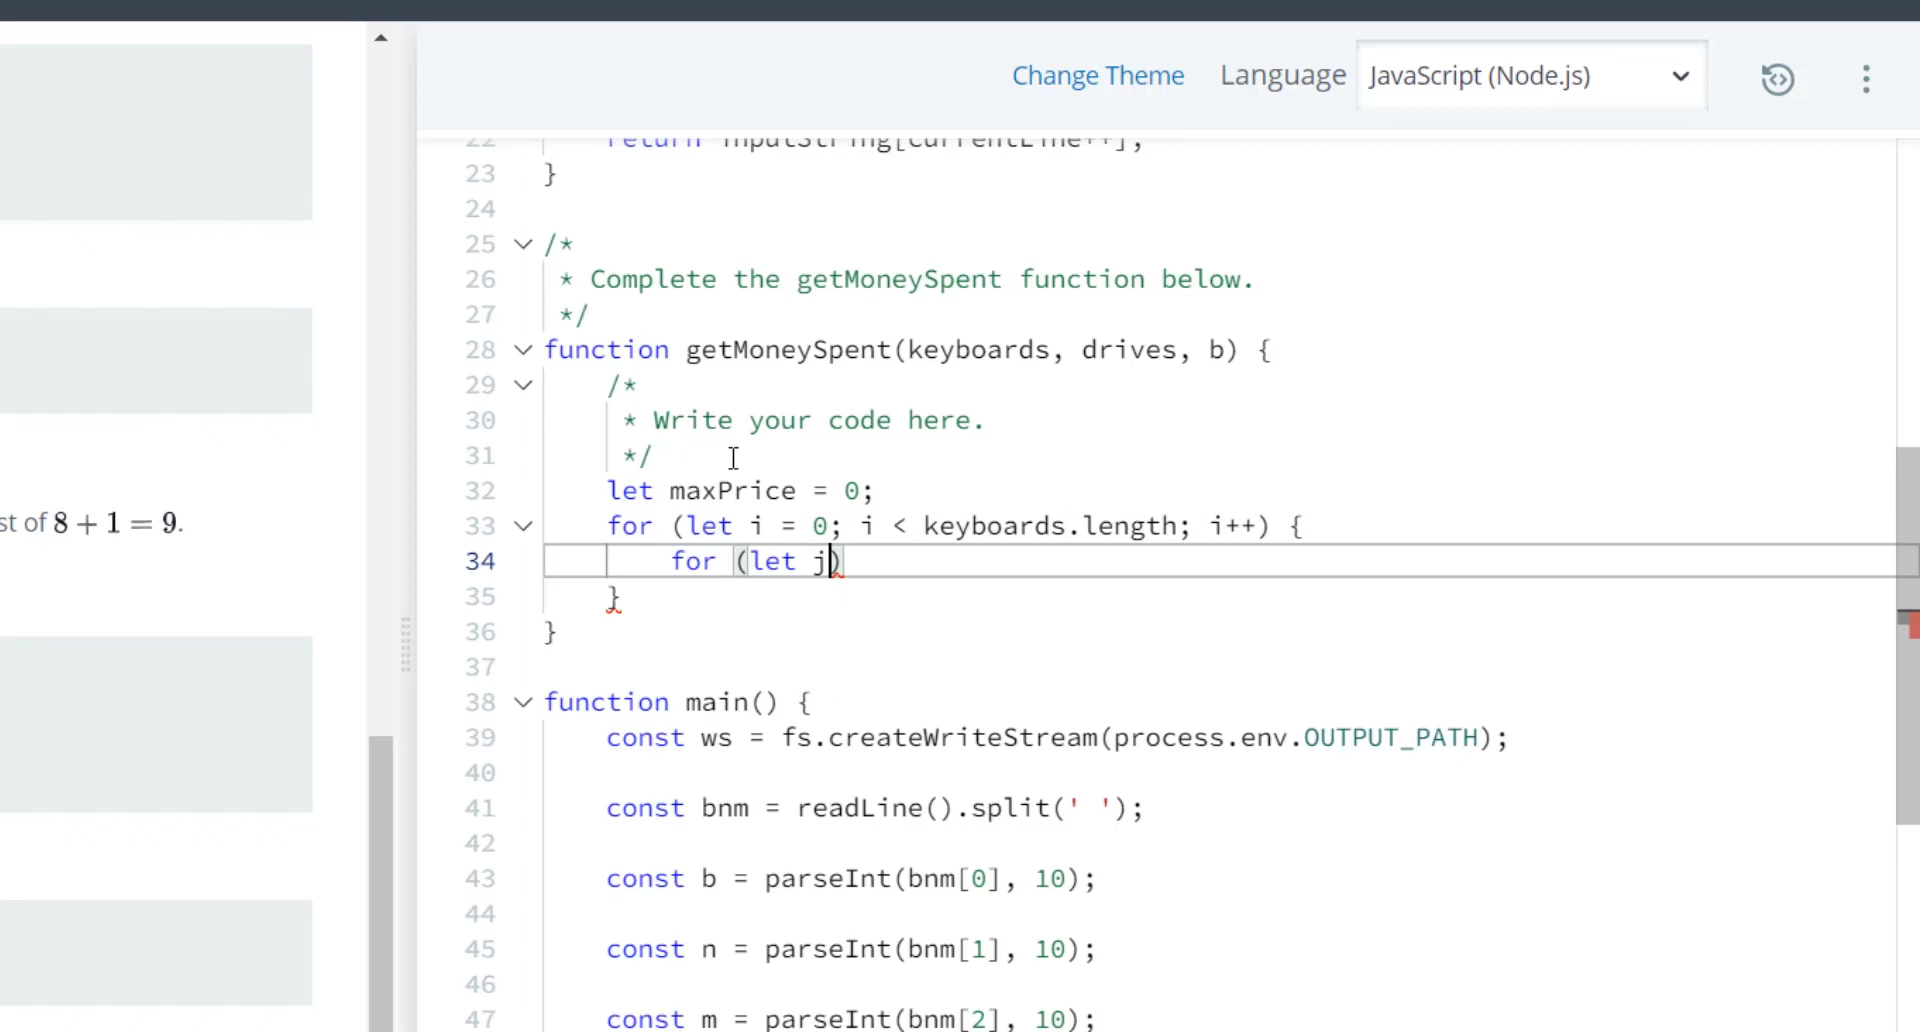 Change Theme Language JavaScript (Node.js)
22 return inputString[currentLine++];
23 }
24
25 /*
26 * Complete the getMoneySpent function below.
27 */
28 function getMoneySpent(keyboards, drives, b) {
29 /*
30 * Write your code here.
31 */
32 let maxPrice = 0;
33 for (let i = 0; i < keyboards.length; i++) {
34 for (let j)
35 }
36 }
37
38 function main() {
39 const ws = fs.createWriteStream(process.env.OUTPUT_PATH);
40
41 const bnm = readLine().split(' ');
42
43 const b = parseInt(bnm[0], 10);
44
45 const n = parseInt(bnm[1], 10);
46
47 const m = parseInt(bnm[2], 10);
st of 8 + 1 = 9.